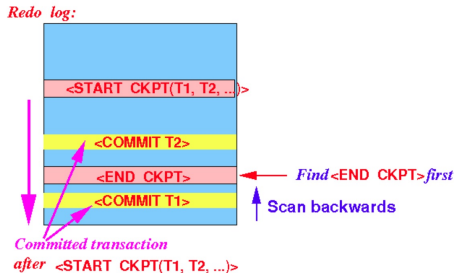 Redo log:
<START CKPT(T1, T2, ...)>
<COMMIT T2>
<END CKPT>
Find <END CKPT> first
<COMMIT T1>
Scan backwards
Committed transaction
after <START CKPT(T1, T2, ...)>